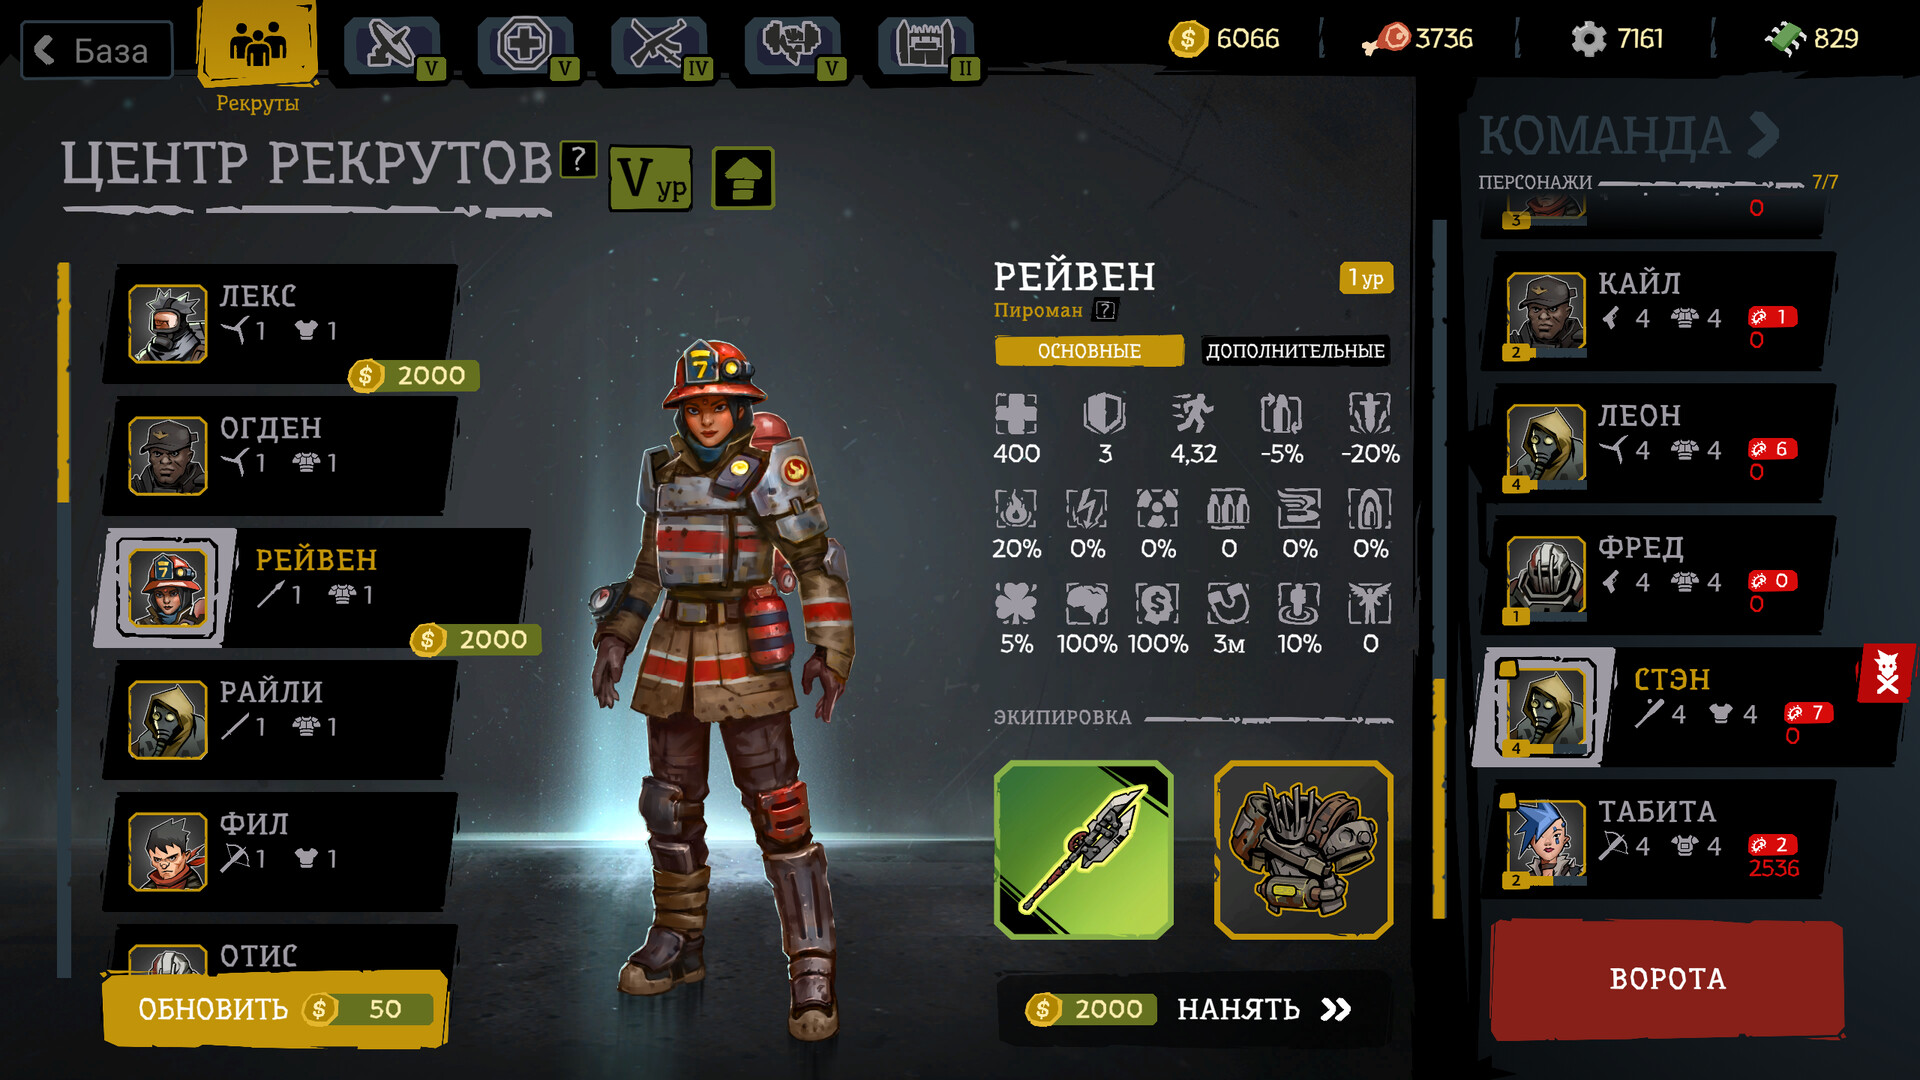 База
V
V
IV
V
II
6066
3736
7161
829
Рекруты
ЦЕНТР РЕКРУТОВ
?
V ур
КОМАНДА
ПЕРСОНАЖИ
7/7
ЛЕКС
1
1
2000
ОГДЕН
1
1
РЕЙВЕН
1
1
2000
РАЙЛИ
1
1
ФИЛ
1
1
ОТИС
ОБНОВИТЬ
50
7
РЕЙВЕН
1 ур
Пироман
?
ОСНОВНЫЕ
ДОПОЛНИТЕЛЬНЫЕ
400
3
4,32
-5%
-20%
20%
0%
0%
0
0%
0%
5%
100%
100%
3м
10%
0
ЭКИПИРОВКА
2000
НАНЯТЬ
3
0
КАЙЛ
4
4
1
0
2
ЛЕОН
4
4
6
0
4
ФРЕД
4
4
0
0
1
СТЭН
4
4
7
0
4
ТАБИТА
4
4
2
2536
2
ВОРОТА